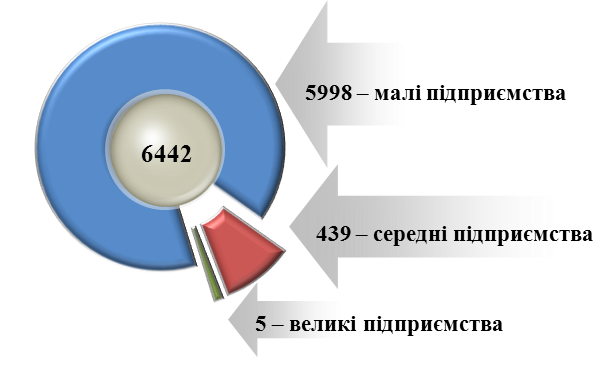 5998 – малі підприємства
6442
439 – середні підприємства
5 – великі підприємства